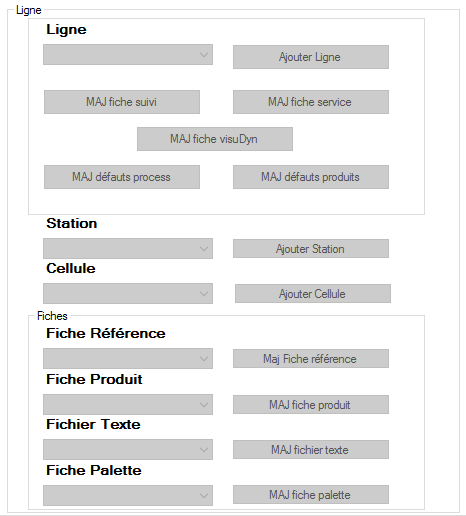 Ligne
Ligne
Ajouter Ligne
MAJ fiche suivi
MAJ fiche service
MAJ fiche visuDyn
MAJ défauts process
MAJ défauts produits
Station
Ajouter Station
Cellule
Ajouter Cellule
Fiches
Fiche Référence
Maj Fiche référence
Fiche Produit
MAJ fiche produit
Fichier Texte
MAJ fichier texte
Fiche Palette
MAJ fiche palette